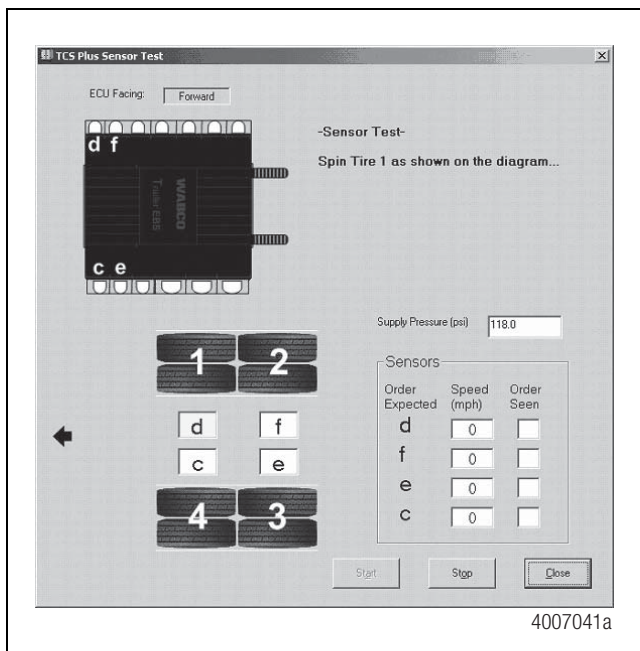 TCS Plus Sensor Test
ECU Facing: Forward
d f
-Sensor Test-
Spin Tire 1 as shown on the diagram...
WABCO
Trailer EBS
c e
Supply Pressure (psi) 118.0
1 2
Sensors
Order Expected Speed (mph) Order Seen
d f
d 0
c e
f 0
e 0
4 3
c 0
Start Stop Close
4007041a